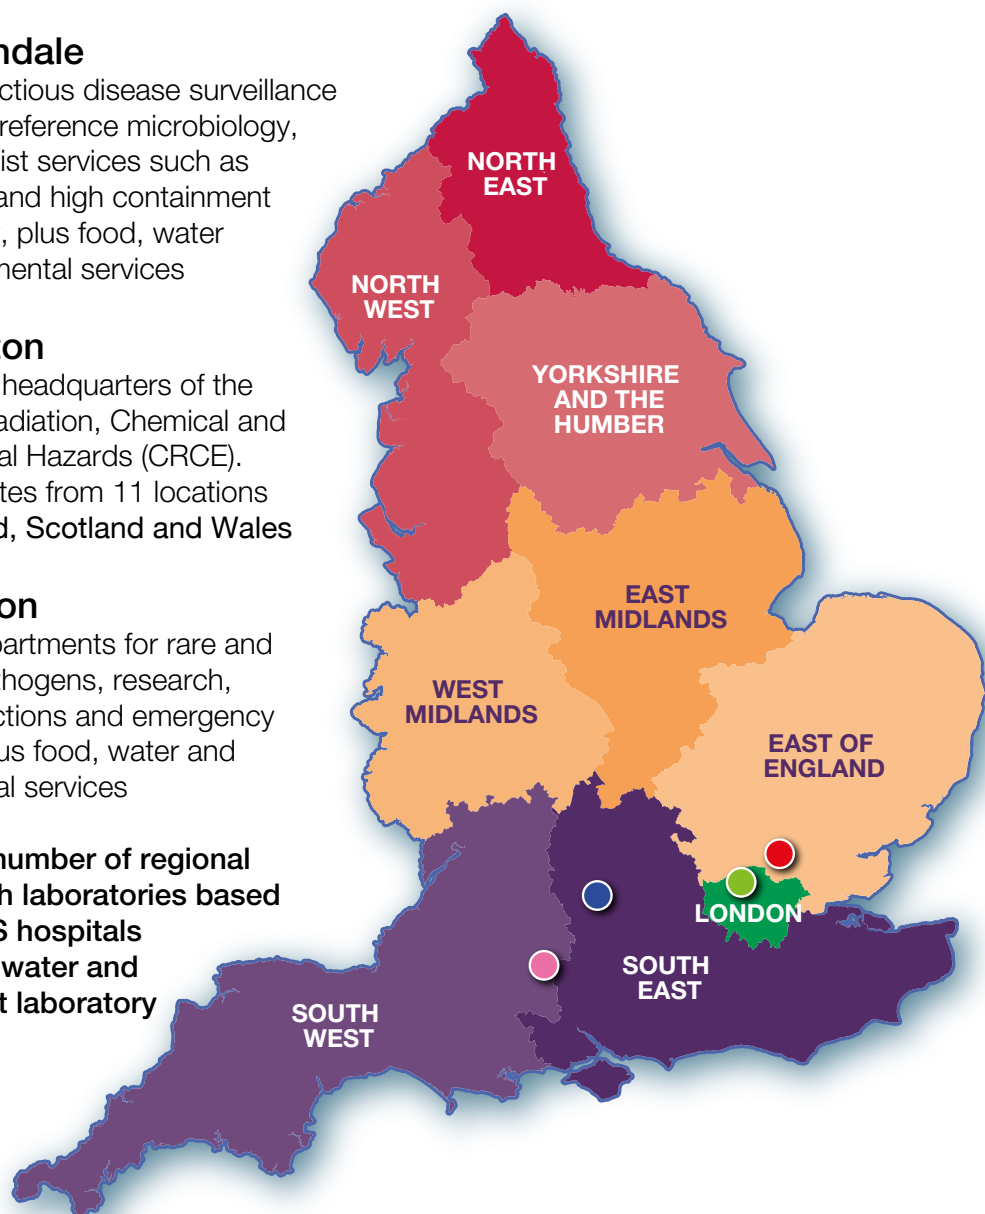 ndale
ctious disease surveillance
reference microbiology,
ist services such as
and high containment
, plus food, water
mental services
ton
headquarters of the
adiation, Chemical and
al Hazards (CRCE).
tes from 11 locations
d, Scotland and Wales
on
partments for rare and
thogens, research,
ctions and emergency
us food, water and
al services
number of regional
h laboratories based
S hospitals
water and
t laboratory
NORTH
EAST
NORTH
WEST
YORKSHIRE
AND THE
HUMBER
EAST
MIDLANDS
WEST
MIDLANDS
EAST OF
ENGLAND
LONDON
SOUTH
EAST
SOUTH
WEST